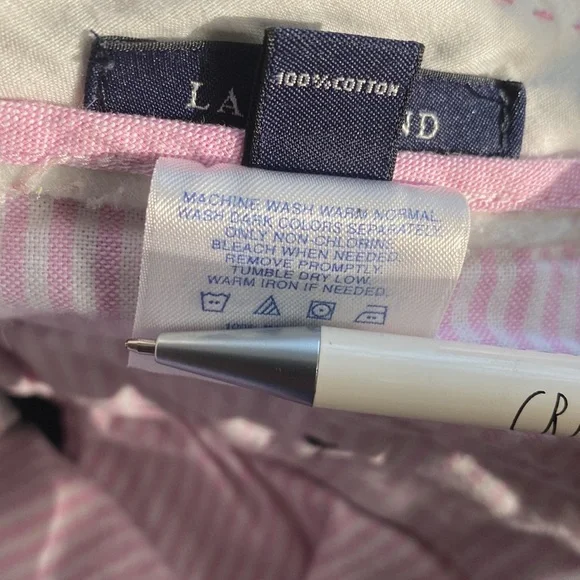 100% COTTON
LA ND
MACHINE WASH WARM NORMAL.
WASH DARK COLORS SEPARATELY.
ONLY NON-CHLORINE
BLEACH WHEN NEEDED.
REMOVE PROMPTLY.
TUMBLE DRY LOW.
WARM IRON IF NEEDED.
100%